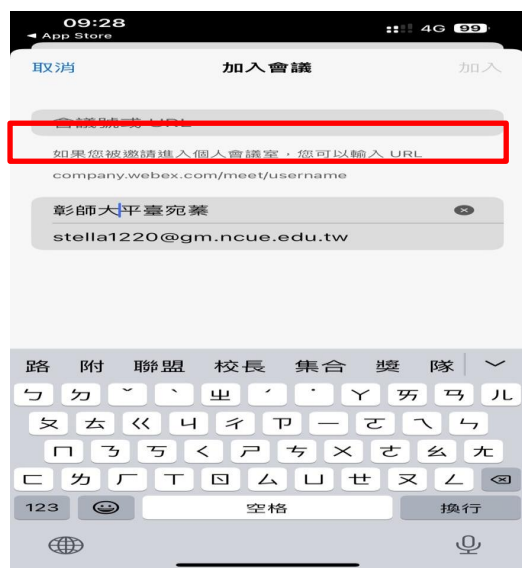 09:28
◀ App Store
4G 99
取消 加入會議 加入
會議號或 URL
如果您被邀請進入個人會議室，您可以輸入 URL
company.webex.com/meet/username
彰師大平臺宛蓁
stella1220@gm.ncue.edu.tw
路 附 聯盟 校長 集合 獎 隊
ㄅ ㄉ ˇ ˋ ㄓ ˊ ˙ ㄚ ㄞ ㄢ ㄦ
ㄆ ㄊ ㄍ ㄐ ㄔ ㄗ ㄧ ㄛ ㄟ ㄣ
ㄇ ㄋ ㄎ ㄑ ㄕ ㄘ ㄨ ㄜ ㄠ ㄤ
ㄈ ㄌ ㄏ ㄒ ㄖ ㄙ ㄩ ㄝ ㄡ ㄥ
123 空格 換行